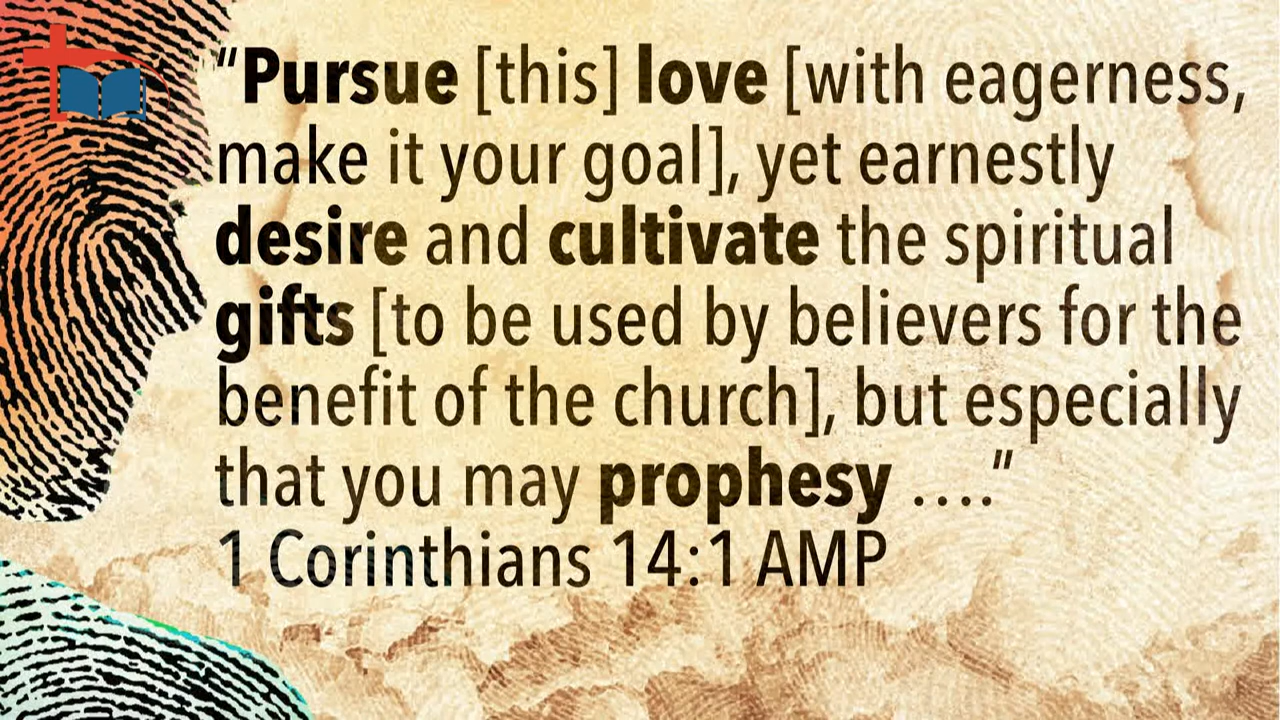 “Pursue [this] love [with eagerness,
make it your goal], yet earnestly
desire and cultivate the spiritual
gifts [to be used by believers for the
benefit of the church], but especially
that you may prophesy ….”
1 Corinthians 14:1 AMP